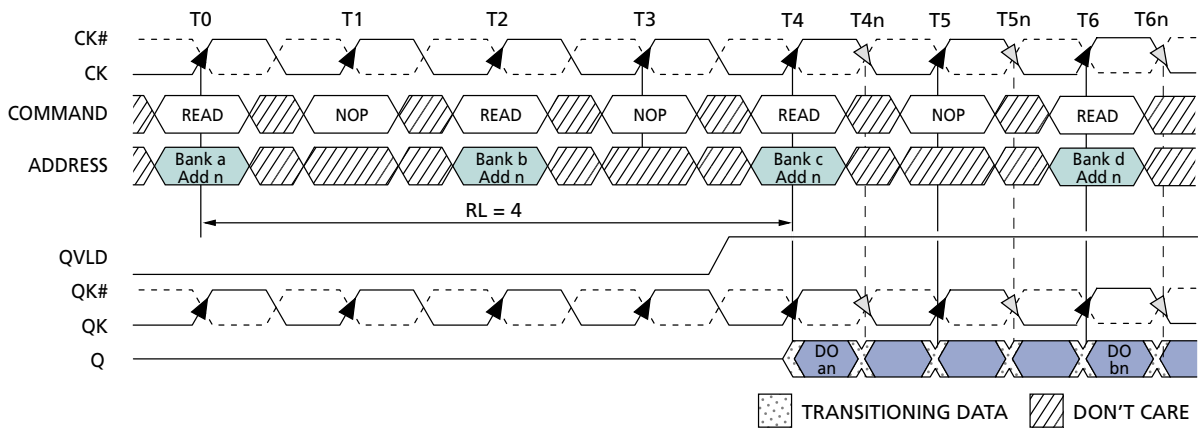 T0 T1 T2 T3 T4 T4n T5 T5n T6 T6n
CK#
CK
COMMAND READ NOP READ NOP READ NOP READ
ADDRESS Bank a Add n Bank b Add n Bank c Add n Bank d Add n
RL = 4
QVLD
QK#
QK
Q DO an DO bn
TRANSITIONING DATA DON'T CARE